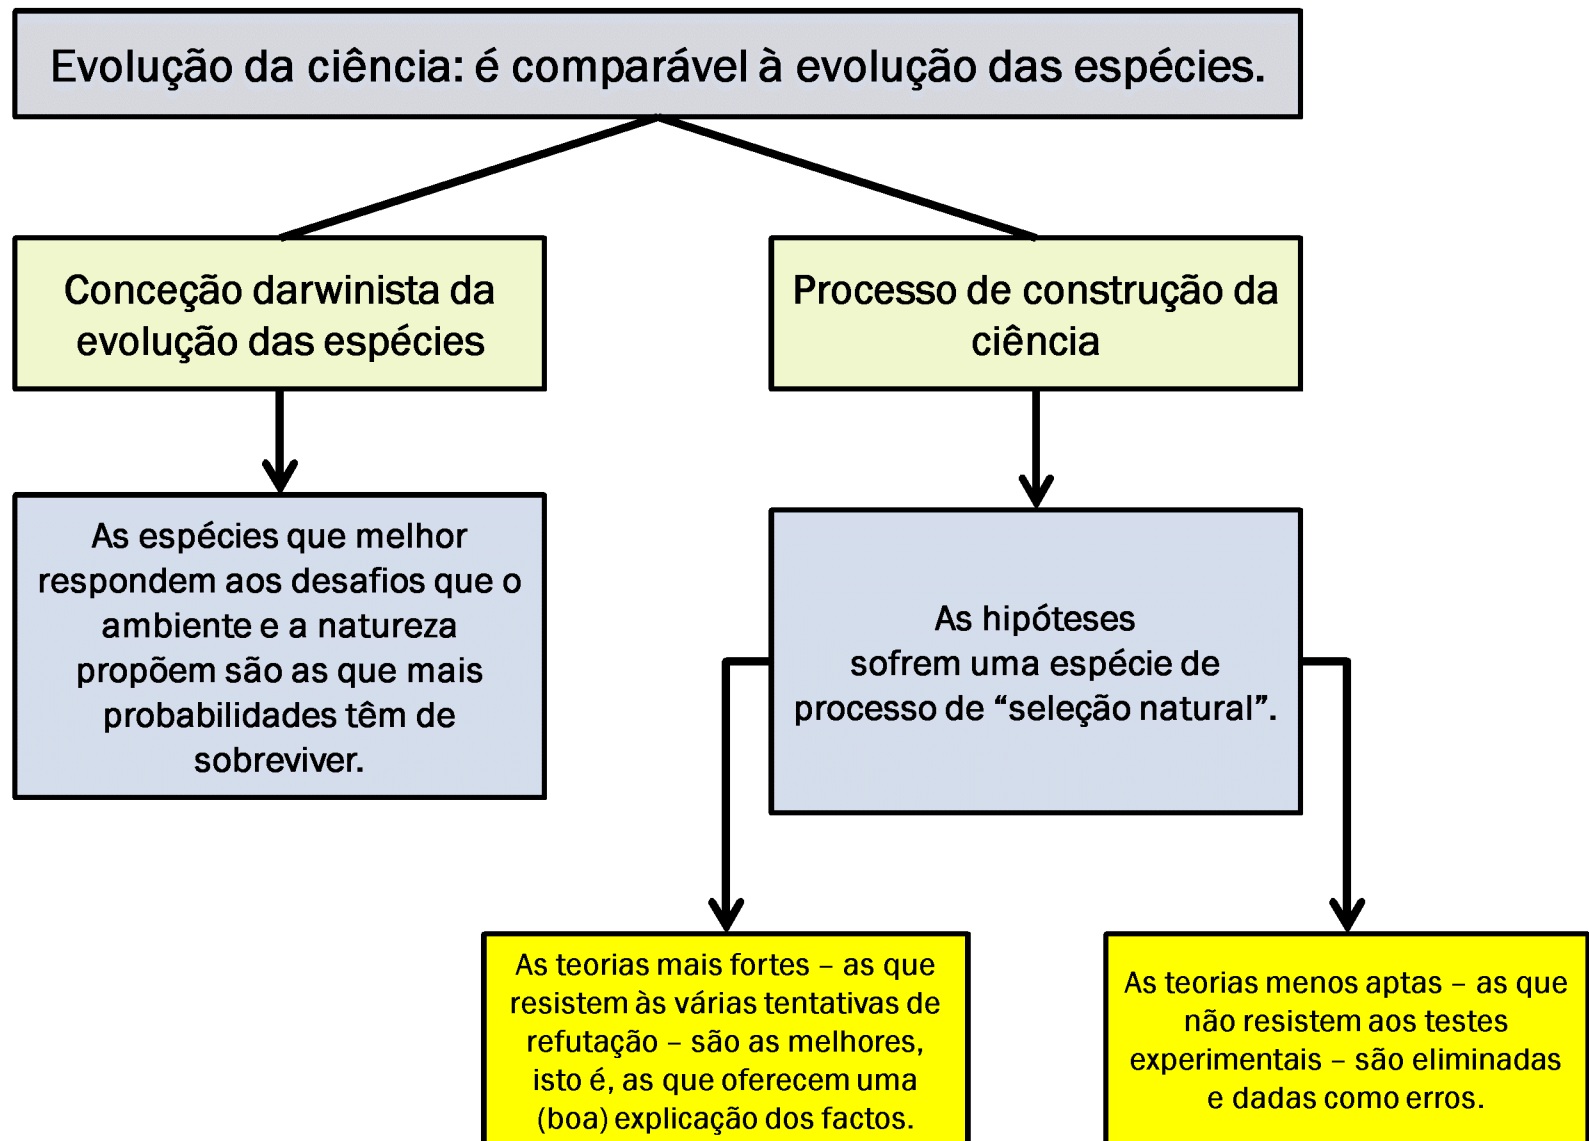 Evolução da ciência: é comparável à evolução das espécies.
Conceção darwinista da
evolução das espécies
Processo de construção da
ciência
As espécies que melhor
respondem aos desafios que o
ambiente e a natureza
propõem são as que mais
probabilidades têm de
sobreviver.
As hipóteses
sofrem uma espécie de
processo de “seleção natural”.
As teorias mais fortes – as que
resistem às várias tentativas de
refutação – são as melhores,
isto é, as que oferecem uma
(boa) explicação dos factos.
As teorias menos aptas – as que
não resistem aos testes
experimentais – são eliminadas
e dadas como erros.